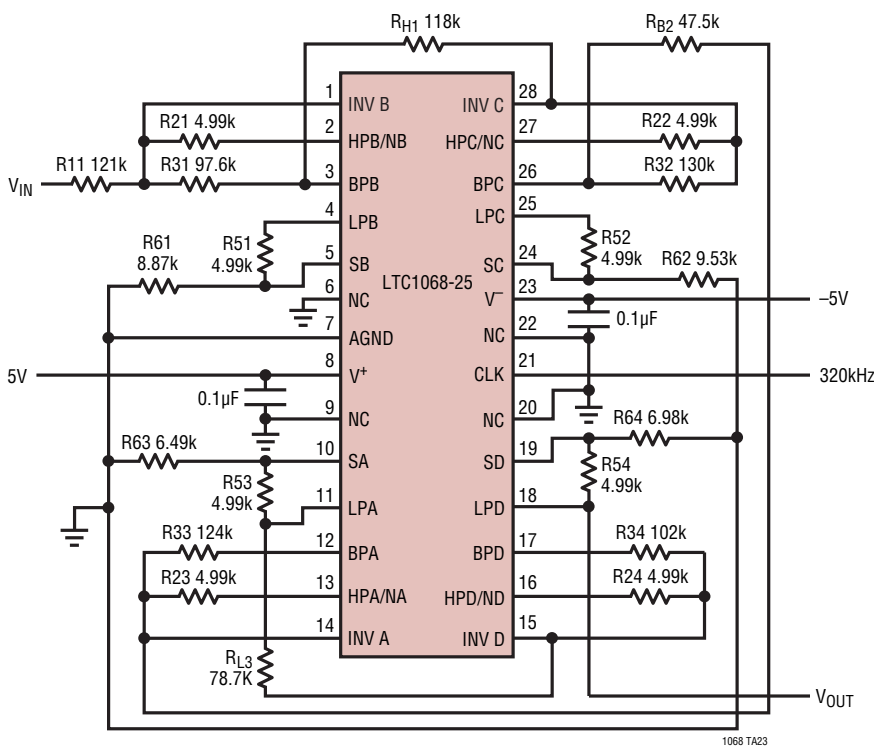 R_H1 118k
R_B2 47.5k
1
INV B
INV C
28
R21 4.99k
2
HPB/NB
HPC/NC
27
R22 4.99k
V_IN
R11 121k
R31 97.6k
3
BPB
BPC
26
R32 130k
4
LPB
LPC
25
R61
8.87k
R51
4.99k
5
SB
SC
24
R52
4.99k
R62 9.53k
LTC1068-25
6
NC
V–
23
–5V
7
AGND
NC
22
0.1µF
5V
8
V+
CLK
21
320kHz
0.1µF
9
NC
NC
20
R63 6.49k
10
SA
SD
19
R64 6.98k
R53
4.99k
11
LPA
LPD
18
R54
4.99k
R33 124k
12
BPA
BPD
17
R34 102k
R23 4.99k
13
HPA/NA
HPD/ND
16
R24 4.99k
14
INV A
INV D
15
R_L3
78.7K
V_OUT
1068 TA23